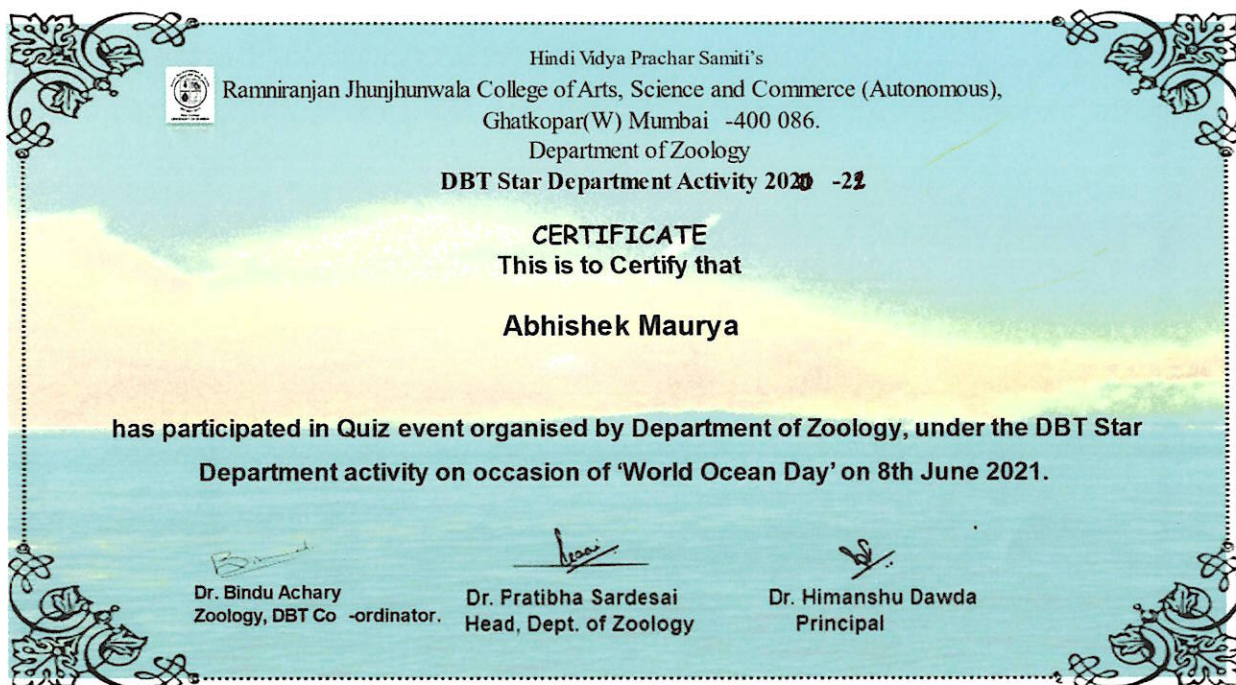 Hindi Vidya Prachar Samiti's
Ramniranjan Jhunjhunwala College of Arts, Science and Commerce (Autonomous),
Ghatkopar(W) Mumbai -400 086.
Department of Zoology
DBT Star Department Activity
CERTIFICATE
This is to Certify that
Abhishek Maurya
has participated in Quiz event organised by Department of Zoology, under the DBT Star
Department activity on occasion of ‘World Ocean Day’ on 8th June 2021.
Dr. Bindu Achary
Zoology, DBT Co -ordinator.
Dr. Pratibha Sardesai
Head, Dept. of Zoology
Dr. Himanshu Dawda
Principal